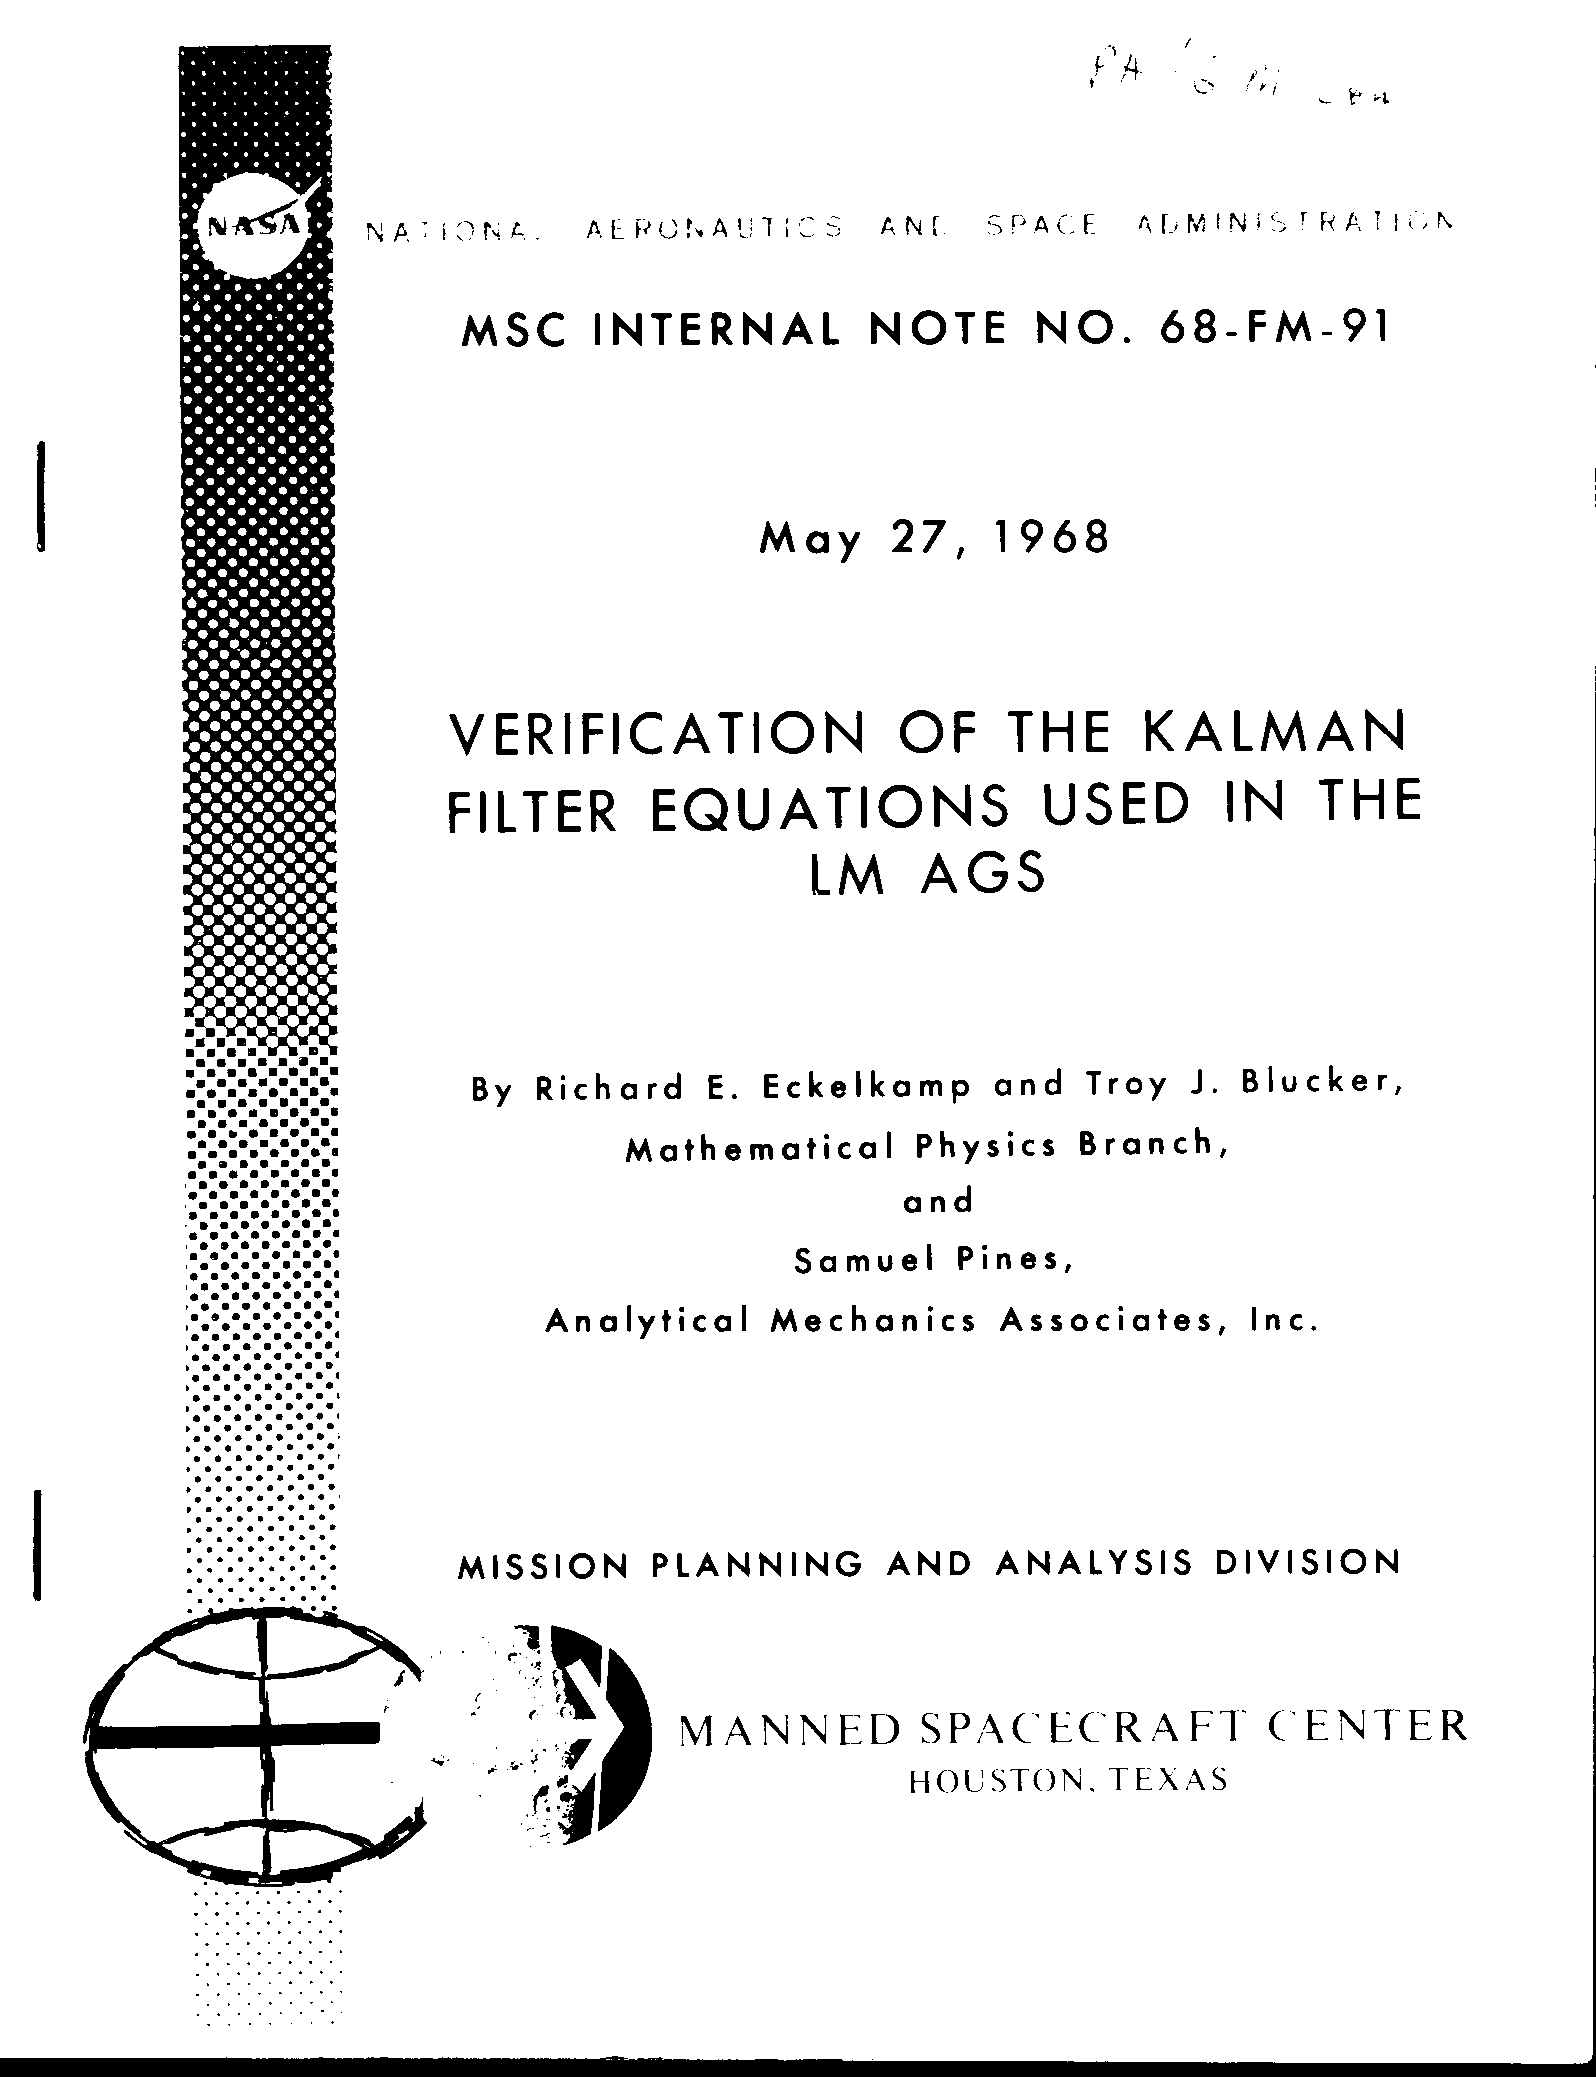 NASA
NATIONAL AERONAUTICS AND SPACE ADMINISTRATION
MSC INTERNAL NOTE NO. 68-FM-91
May 27, 1968
VERIFICATION OF THE KALMAN
FILTER EQUATIONS USED IN THE
LM AGS
By Richard E. Eckelkamp and Troy J. Blucker,
Mathematical Physics Branch,
and
Samuel Pines,
Analytical Mechanics Associates, Inc.
MISSION PLANNING AND ANALYSIS DIVISION
MANNED SPACECRAFT CENTER
HOUSTON, TEXAS